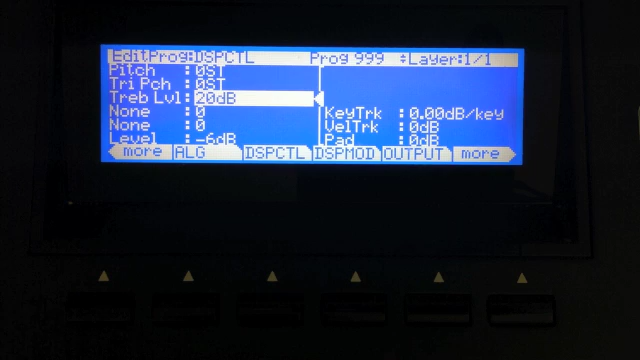 EditProg:DSPCTL Prog 999 Layer:1/1
Pitch : 0ST
Tri Pch : 0ST
Treb Lvl: 20dB
None : 0 KeyTrk : 0.00dB/key
None : 0 VelTrk : 0dB
Level : -6dB Pad : 0dB
more ALG DSPCTL DSPMOD OUTPUT more